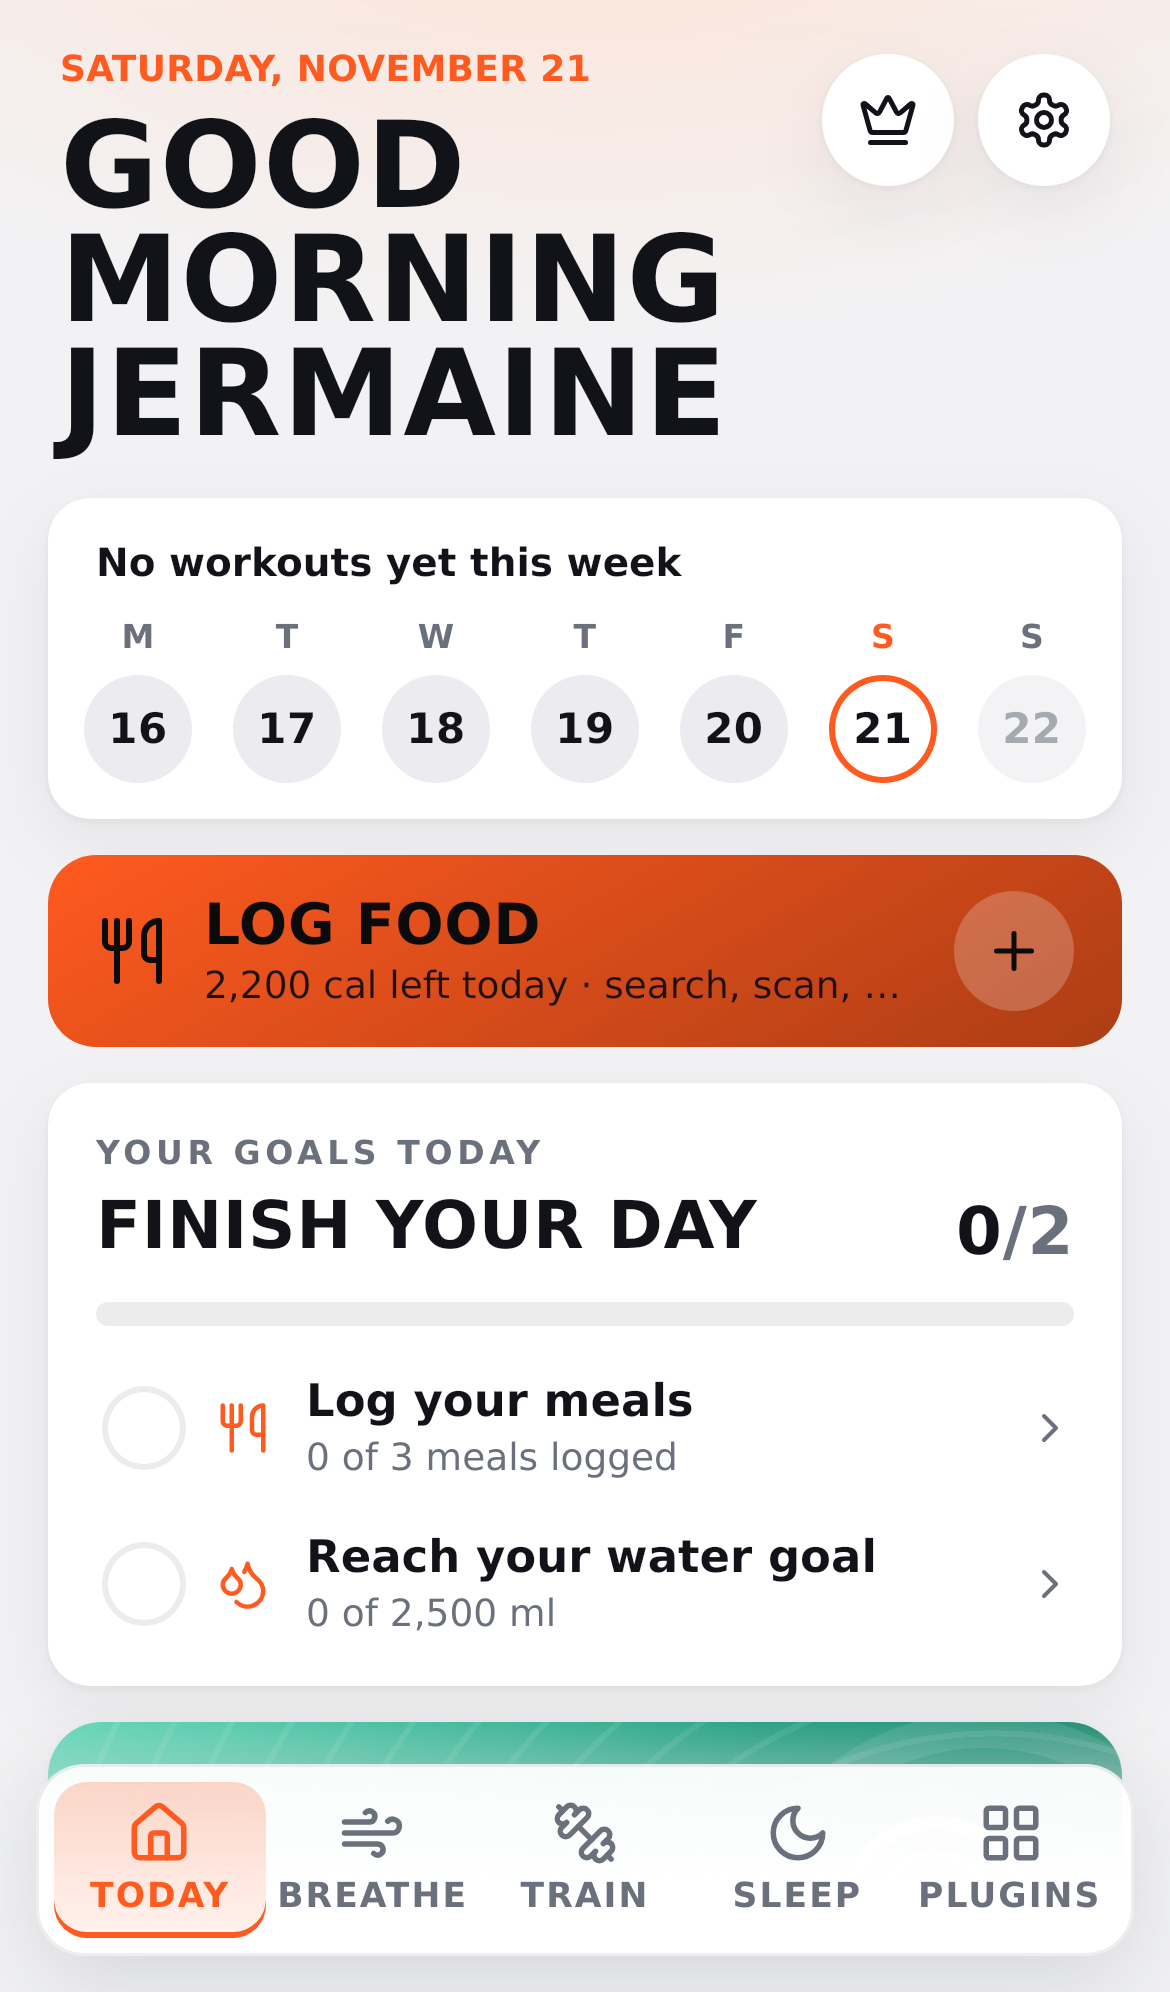 SATURDAY, NOVEMBER 21
GOOD
MORNING
JERMAINE
No workouts yet this week
M T W T F S S
16 17 18 19 20 21 22
LOG FOOD
2,200 cal left today · search, scan, ...
YOUR GOALS TODAY
FINISH YOUR DAY 0/2
Log your meals
0 of 3 meals logged
Reach your water goal
0 of 2,500 ml
TODAY BREATHE TRAIN SLEEP PLUGINS